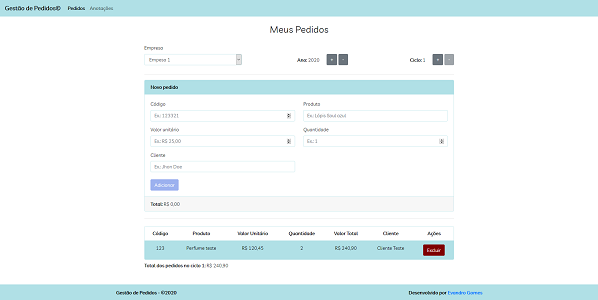 Gestão de Pedidos© Pedidos Anotações
Meus Pedidos
Empresa
Empresa 1
Ano: 2020 + -
Ciclo: 1 + -
Novo pedido
Código Produto
Ex.: 123321 Ex.: Lápis Soul azul
Valor unitário Quantidade
Ex.: R$ 25,00 Ex.: 1
Cliente
Ex.: Jhon Doe
Adicionar
Total: R$ 0,00
Código Produto Valor Unitário Quantidade Valor Total Cliente Ações
123 Perfume teste R$ 120,45 2 R$ 240,90 Cliente Teste Excluir
Total dos pedidos no ciclo 1: R$ 240,90
Gestão de Pedidos - ©2020 Desenvolvido por Evandro Gomes